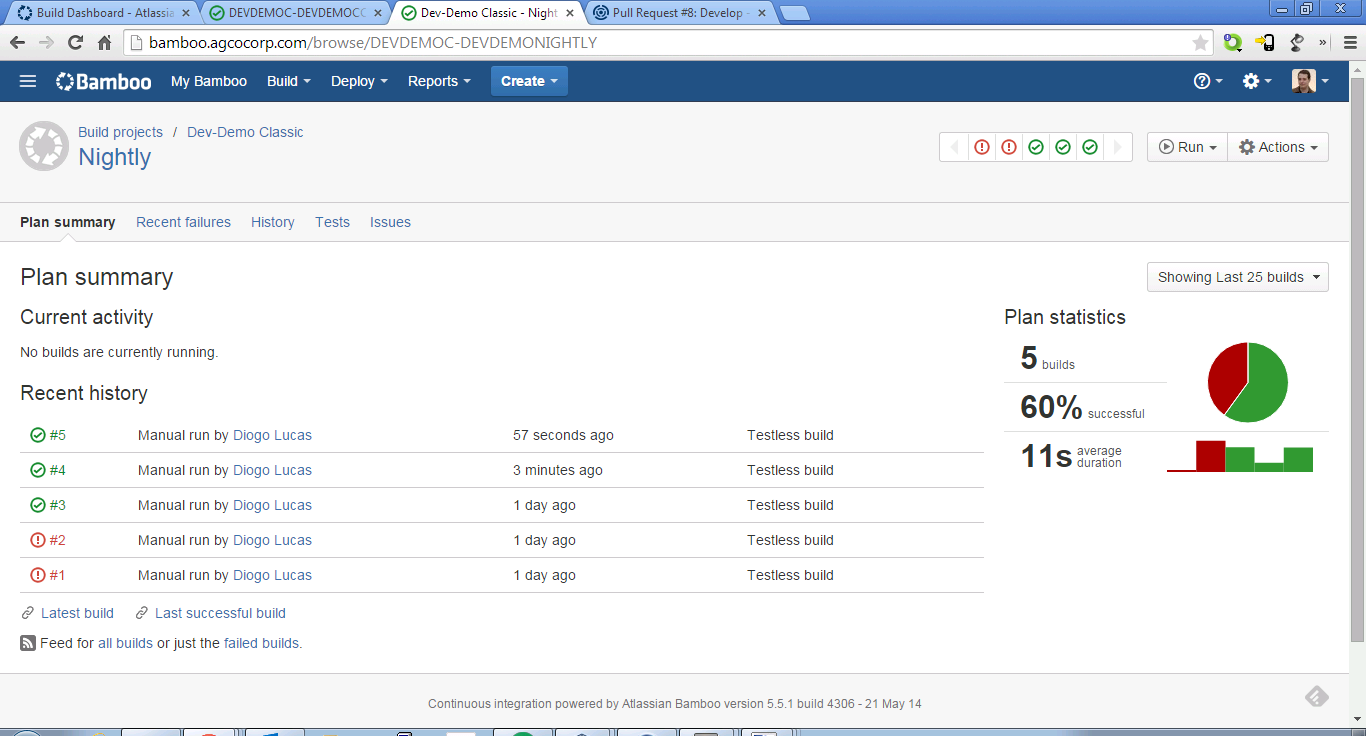 Build Dashboard - Atlassia
DEVDEMOC-DEVDEMOCC
Dev-Demo Classic - Night
Pull Request #8: Develop -
bamboo.agcocorp.com/browse/DEVDEMOC-DEVDEMONIGHTLY
Bamboo My Bamboo Build Deploy Reports Create
Build projects / Dev-Demo Classic
Nightly
Run Actions
Plan summary Recent failures History Tests Issues
Plan summary
Showing Last 25 builds
Current activity
No builds are currently running.
Recent history
#5 Manual run by Diogo Lucas 57 seconds ago Testless build
#4 Manual run by Diogo Lucas 3 minutes ago Testless build
#3 Manual run by Diogo Lucas 1 day ago Testless build
#2 Manual run by Diogo Lucas 1 day ago Testless build
#1 Manual run by Diogo Lucas 1 day ago Testless build
Latest build Last successful build
Feed for all builds or just the failed builds.
Plan statistics
5 builds
60% successful
11s average
duration
Continuous integration powered by Atlassian Bamboo version 5.5.1 build 4306 - 21 May 14